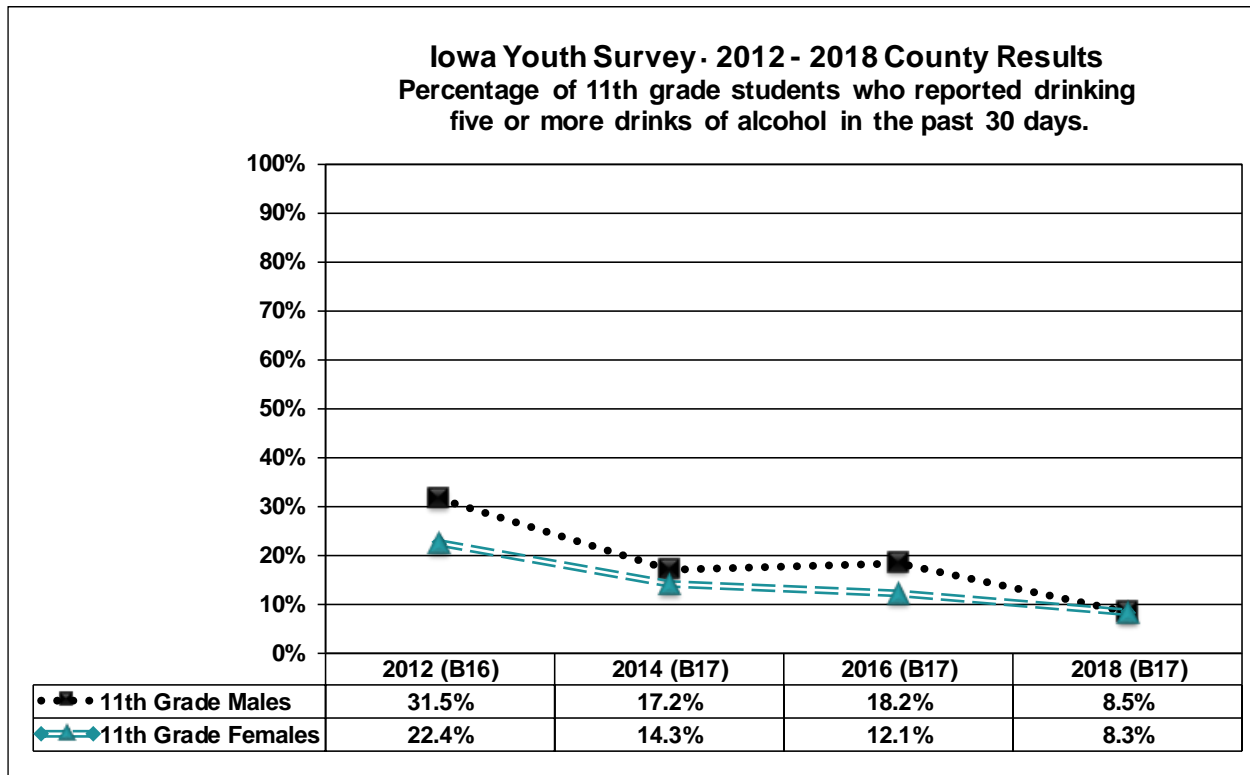 Iowa Youth Survey · 2012 - 2018 County Results
Percentage of 11th grade students who reported drinking
five or more drinks of alcohol in the past 30 days.
100%
90%
80%
70%
60%
50%
40%
30%
20%
10%
0%
2012 (B16) 2014 (B17) 2016 (B17) 2018 (B17)
11th Grade Males 31.5% 17.2% 18.2% 8.5%
11th Grade Females 22.4% 14.3% 12.1% 8.3%